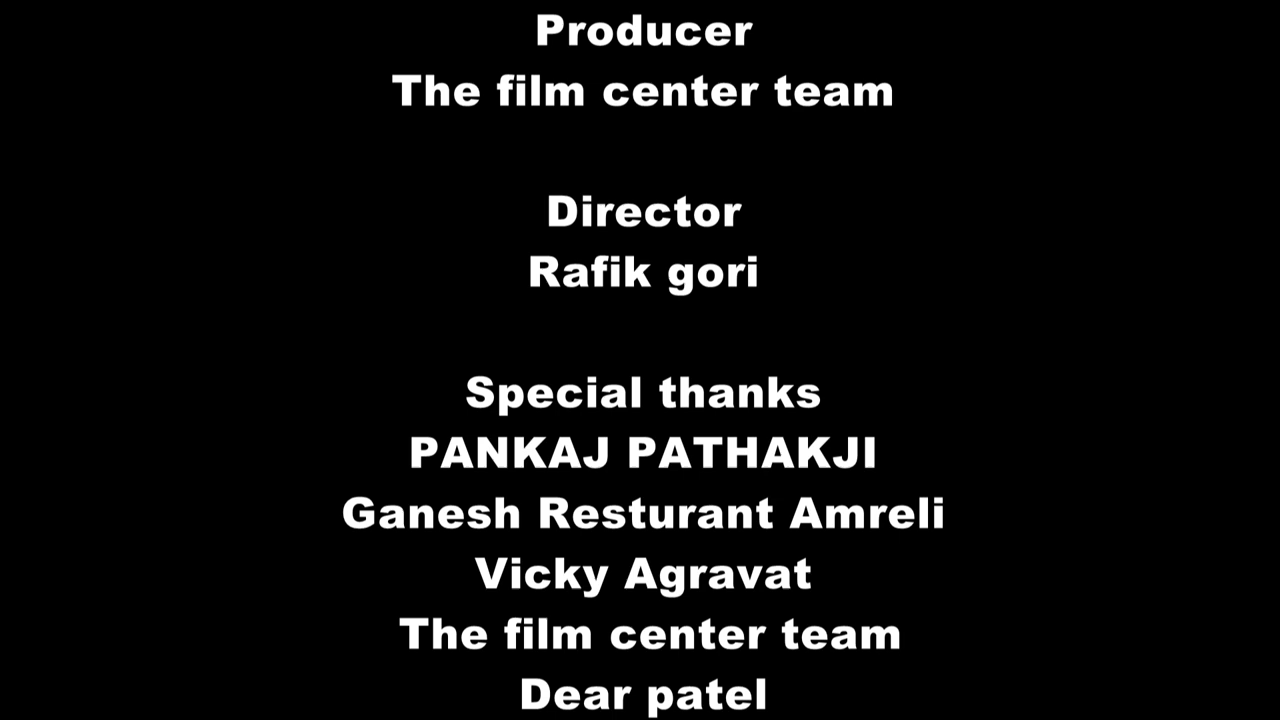 Producer
The film center team
Director
Rafik gori
Special thanks
PANKAJ PATHAKJI
Ganesh Resturant Amreli
Vicky Agravat
The film center team
Dear patel